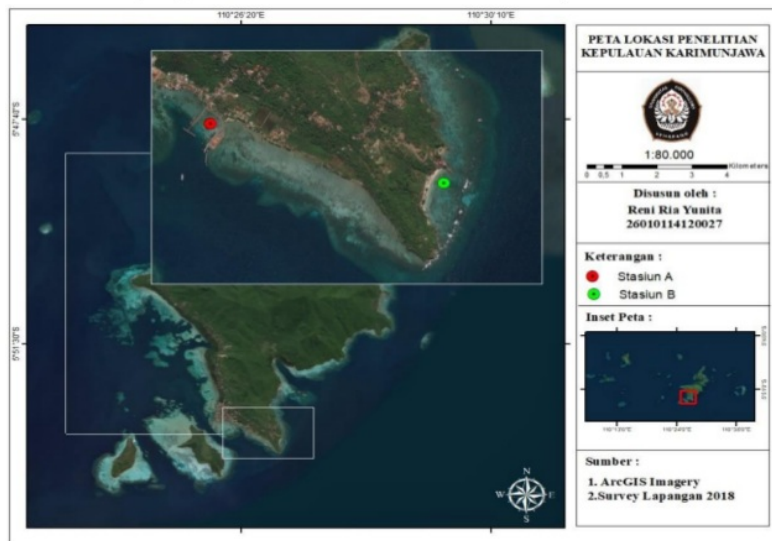 110°26'20"E
110°30'10"E
5°47'40"S
5°51'30"S
PETA LOKASI PENELITIAN
KEPULAUAN KARIMUNJAWA
1:80.000
Kilometers
0 0,5 1 2 3 4
Disusun oleh :
Reni Ria Yunita
26010114120027
Keterangan :
Stasiun A
Stasiun B
Inset Peta :
Sumber :
1. ArcGIS Imagery
2.Survey Lapangan 2018
N
W E
S